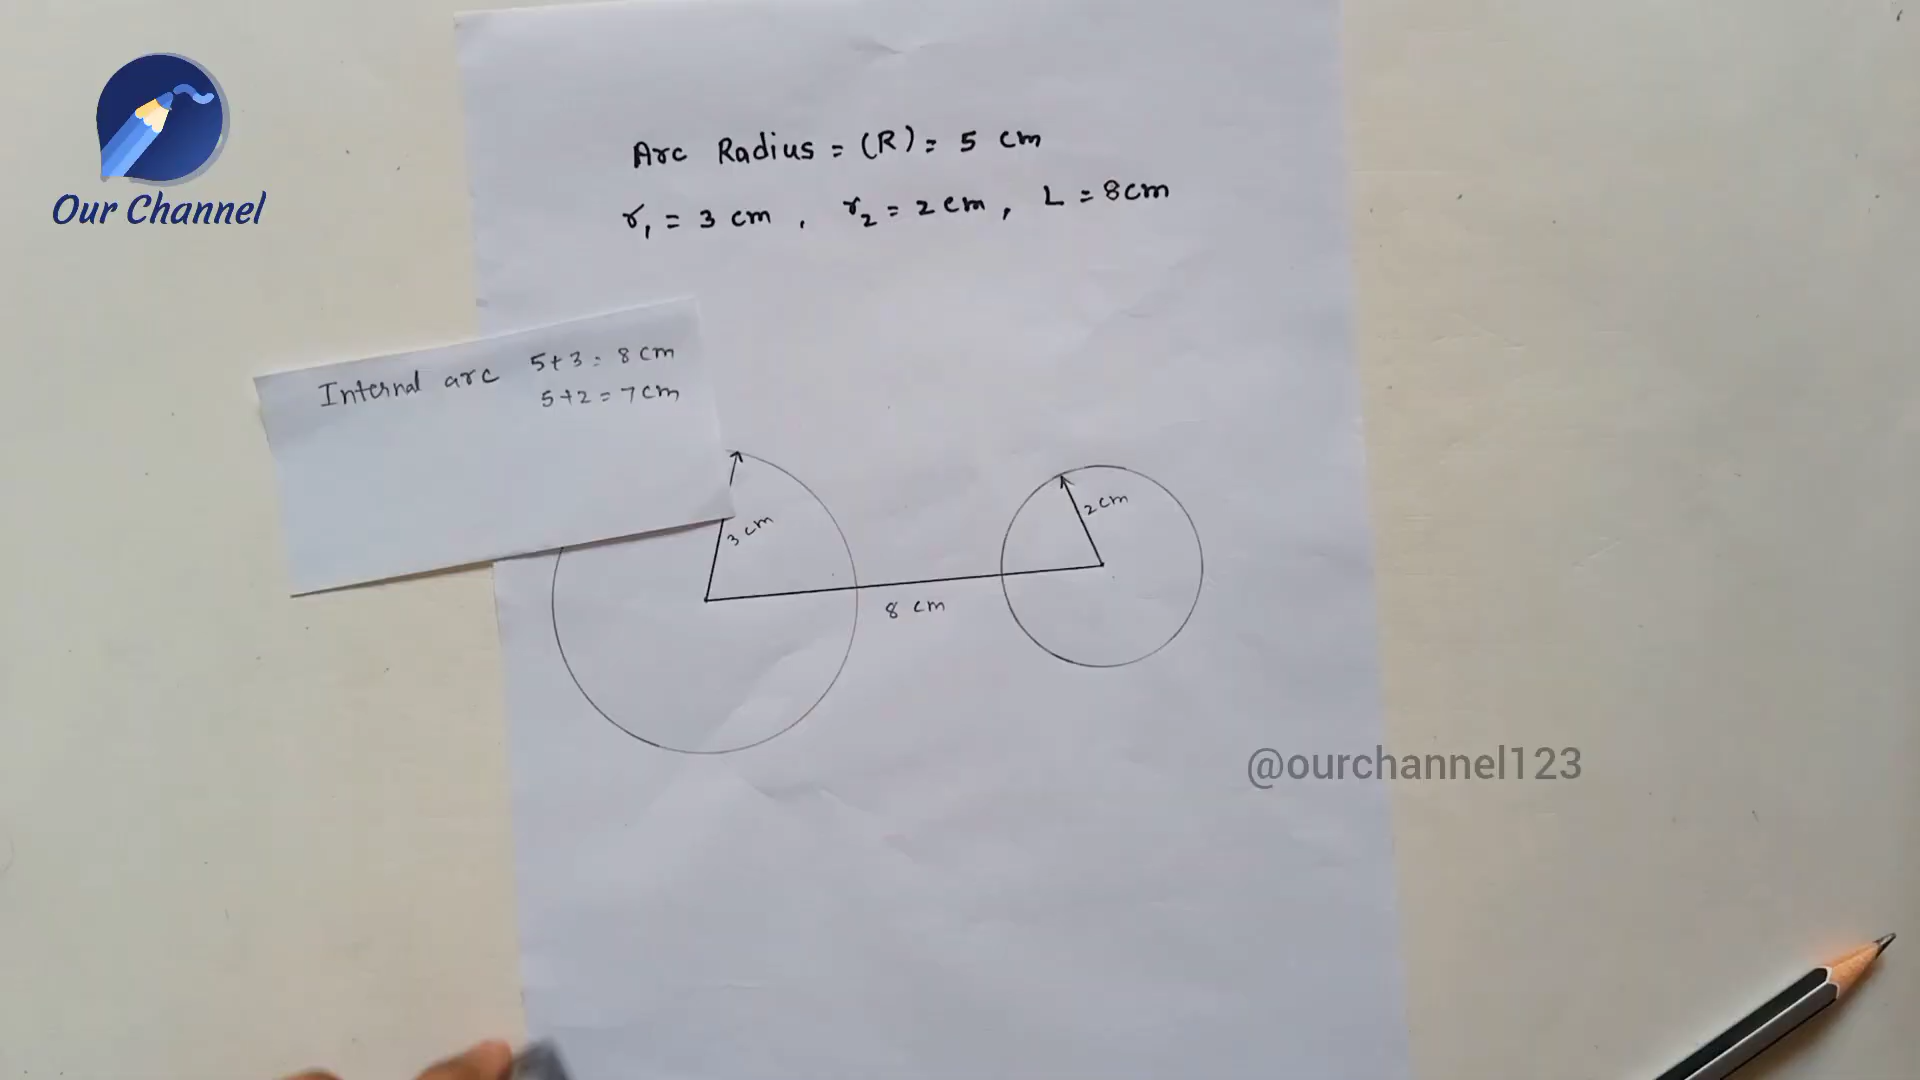 Our Channel
Arc Radius = (R) = 5 cm
r1 = 3 cm , r2 = 2 cm , L = 8cm
Internal arc 5+3 = 8 cm
5+2 = 7 cm
3 cm
2 cm
8 cm
@ourchannel123